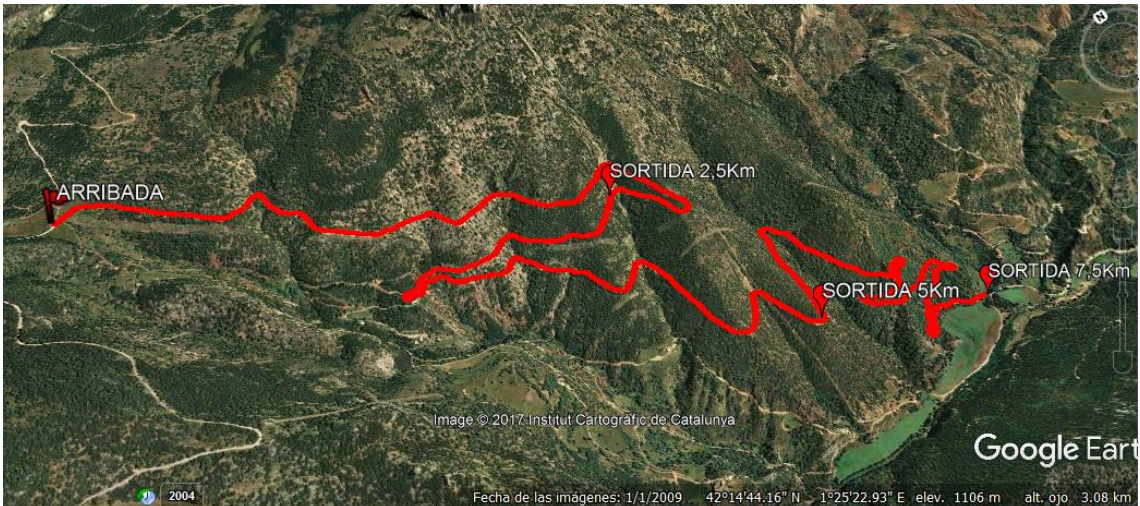 SORTIDA 2,5Km
ARRIBADA
SORTIDA 7,5Km
SORTIDA 5Km
Image © 2017 Institut Cartogràfic de Catalunya
Google Eart
2004
Fecha de las imágenes: 1/1/2009 42°14'44.16" N 1°25'22.93" E elev. 1106 m alt. ojo 3.08 km
N